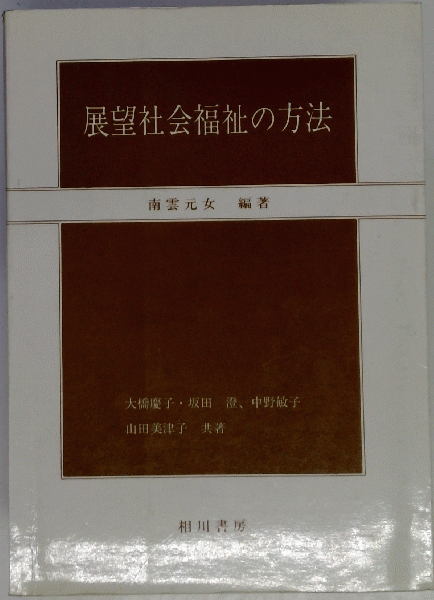 展望社会福祉の方法
南雲元女　編著
大橋慶子・坂田　澄、中野敏子
山田美津子　共著
相川書房